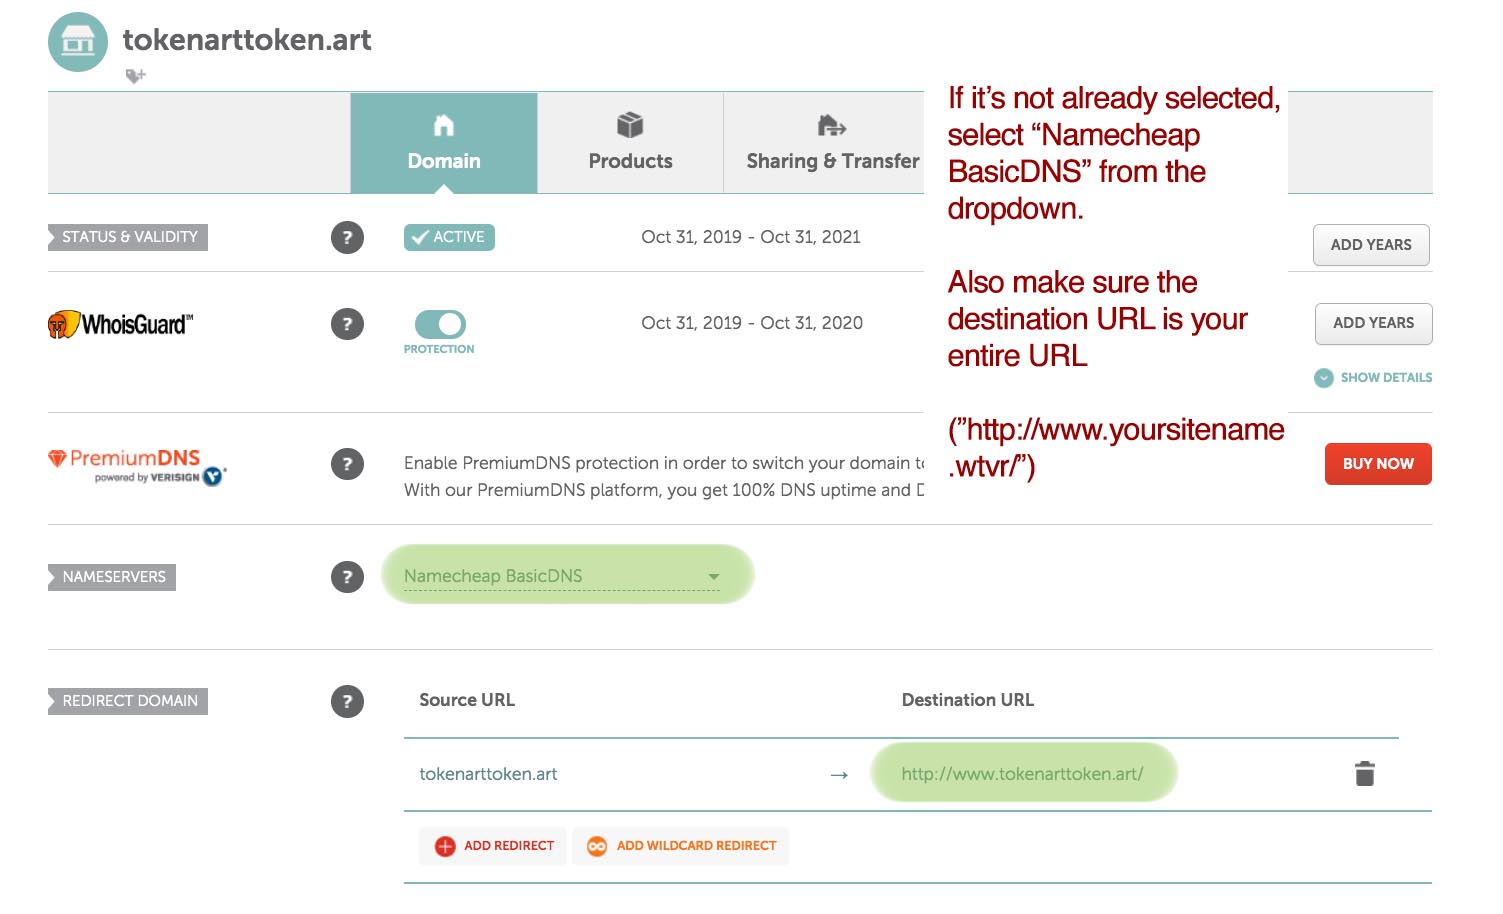 tokenarttoken.art
Domain
Products
Sharing & Transfer
If it's not already selected,
select “Namecheap
BasicDNS” from the
dropdown.
Also make sure the
destination URL is your
entire URL
(”http://www.yoursitename
.wtvr/”)
STATUS & VALIDITY
?
ACTIVE
Oct 31, 2019 - Oct 31, 2021
ADD YEARS
WhoisGuard™
?
PROTECTION
Oct 31, 2019 - Oct 31, 2020
ADD YEARS
SHOW DETAILS
PremiumDNS
powered by VERISIGN
?
Enable PremiumDNS protection in order to switch your domain to
With our PremiumDNS platform, you get 100% DNS uptime and D
BUY NOW
NAMESERVERS
?
Namecheap BasicDNS
REDIRECT DOMAIN
?
Source URL
Destination URL
tokenarttoken.art
→
http://www.tokenarttoken.art/
ADD REDIRECT
ADD WILDCARD REDIRECT